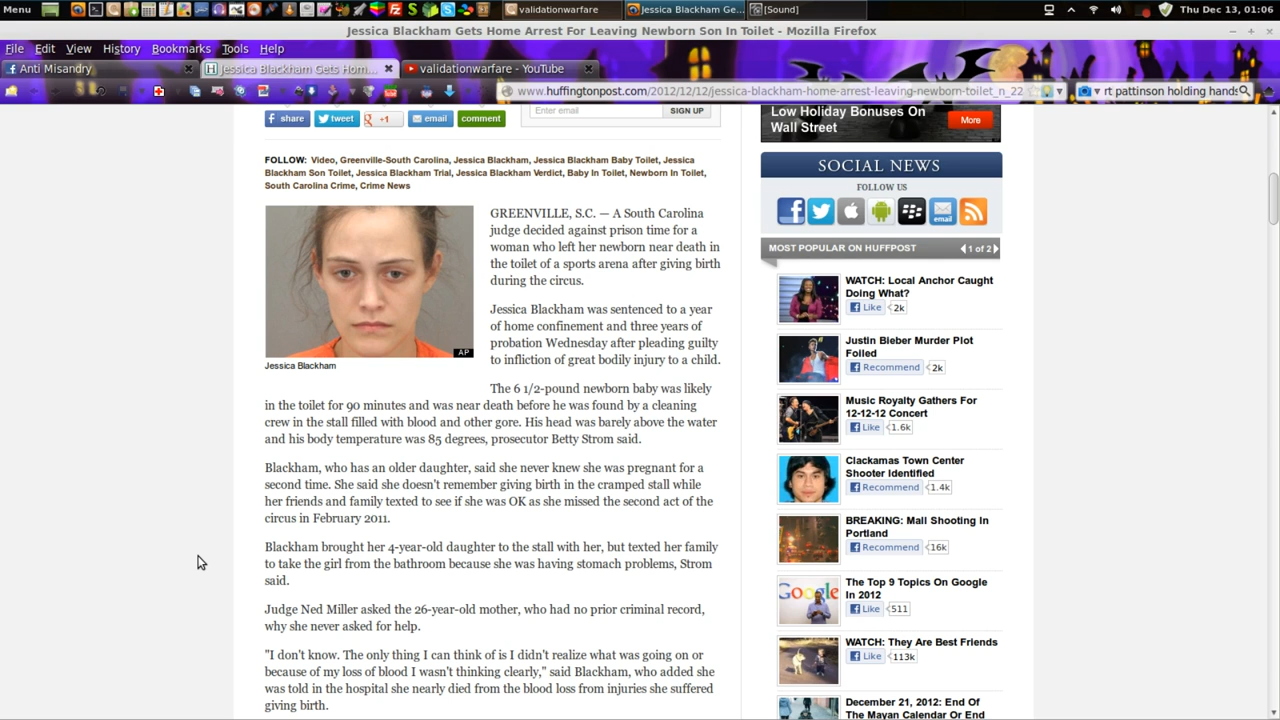 Menu
validationwarfare
Jessica Blackham Ge...
[Sound]
Thu Dec 13, 01:06
Jessica Blackham Gets Home Arrest For Leaving Newborn Son In Toilet - Mozilla Firefox
File Edit View History Bookmarks Tools Help
Anti Misandry
Jessica Blackham Gets Hom...
validationwarfare - YouTube
www.huffingtonpost.com/2012/12/12/jessica-blackham-home-arrest-leaving-newborn-toilet_n_22
rt pattinson holding hands
share
tweet
+1
email
comment
Enter email
SIGN UP
FOLLOW: Video, Greenville-South Carolina, Jessica Blackham, Jessica Blackham Baby Toilet, Jessica
Blackham Son Toilet, Jessica Blackham Trial, Jessica Blackham Verdict, Baby In Toilet, Newborn In Toilet,
South Carolina Crime, Crime News
AP
Jessica Blackham
GREENVILLE, S.C. — A South Carolina
judge decided against prison time for a
woman who left her newborn near death in
the toilet of a sports arena after giving birth
during the circus.
Jessica Blackham was sentenced to a year
of home confinement and three years of
probation Wednesday after pleading guilty
to infliction of great bodily injury to a child.
The 6 1/2-pound newborn baby was likely
in the toilet for 90 minutes and was near death before he was found by a cleaning
crew in the stall filled with blood and other gore. His head was barely above the water
and his body temperature was 85 degrees, prosecutor Betty Strom said.
Blackham, who has an older daughter, said she never knew she was pregnant for a
second time. She said she doesn't remember giving birth in the cramped stall while
her friends and family texted to see if she was OK as she missed the second act of the
circus in February 2011.
Blackham brought her 4-year-old daughter to the stall with her, but texted her family
to take the girl from the bathroom because she was having stomach problems, Strom
said.
Judge Ned Miller asked the 26-year-old mother, who had no prior criminal record,
why she never asked for help.
"I don't know. The only thing I can think of is I didn't realize what was going on or
because of my loss of blood I wasn't thinking clearly," said Blackham, who added she
was told in the hospital she nearly died from the blood loss from injuries she suffered
giving birth.
Low Holiday Bonuses On
Wall Street
More
SOCIAL NEWS
FOLLOW US
email
MOST POPULAR ON HUFFPOST
1 of 2
WATCH: Local Anchor Caught
Doing What?
Like 2k
Justin Bieber Murder Plot
Foiled
Recommend 2k
Music Royalty Gathers For
12-12-12 Concert
Like 1.6k
Clackamas Town Center
Shooter Identified
Recommend 1.4k
BREAKING: Mall Shooting In
Portland
Recommend 16k
Google
The Top 9 Topics On Google
In 2012
Like 511
WATCH: They Are Best Friends
Like 113k
December 21, 2012: End Of
The Mayan Calendar Or End